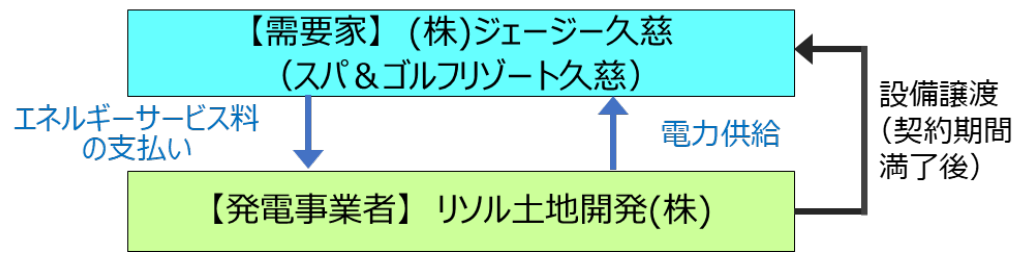 【需要家】 (株)ジェージー久慈
（スパ＆ゴルフリゾート久慈）
エネルギーサービス料
の支払い
電力供給
設備譲渡
（契約期間
満了後）
【発電事業者】 リソル土地開発(株)